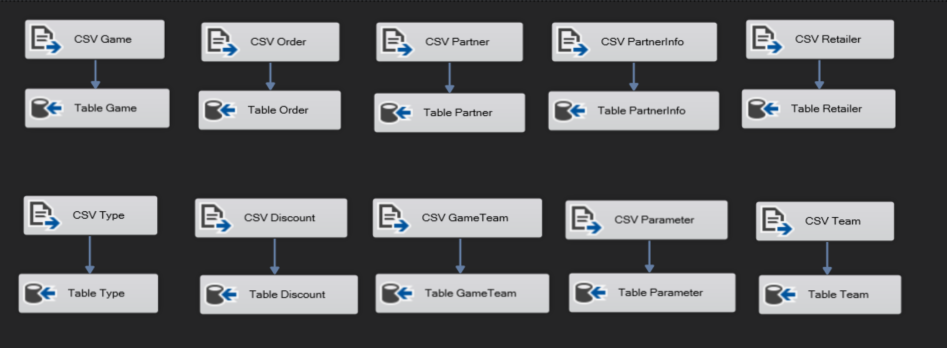 CSV Game
CSV Order
CSV Partner
CSV PartnerInfo
CSV Retailer
Table Game
Table Order
Table Partner
Table PartnerInfo
Table Retailer
CSV Type
CSV Discount
CSV GameTeam
CSV Parameter
CSV Team
Table Type
Table Discount
Table GameTeam
Table Parameter
Table Team